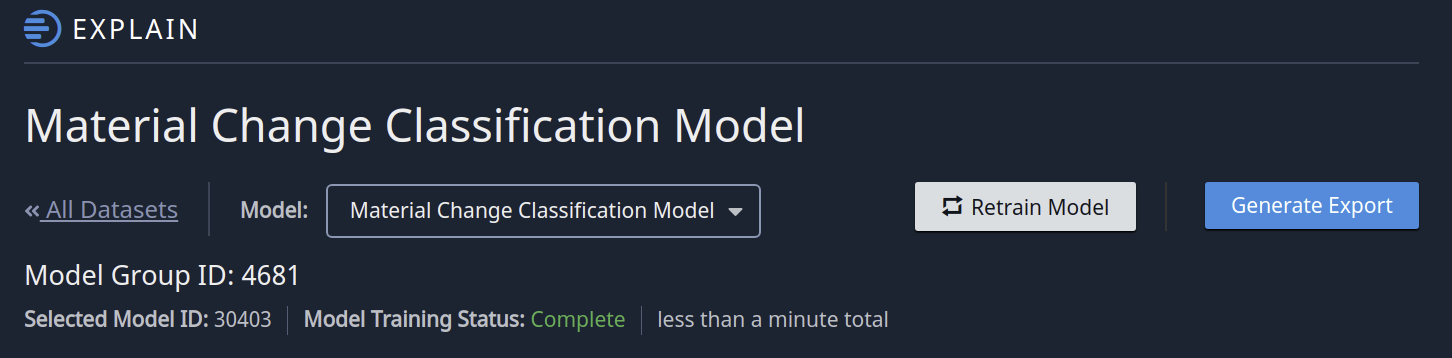 EXPLAIN
Material Change Classification Model
« All Datasets
Model: Material Change Classification Model
Retrain Model
Generate Export
Model Group ID: 4681
Selected Model ID: 30403
Model Training Status: Complete
less than a minute total